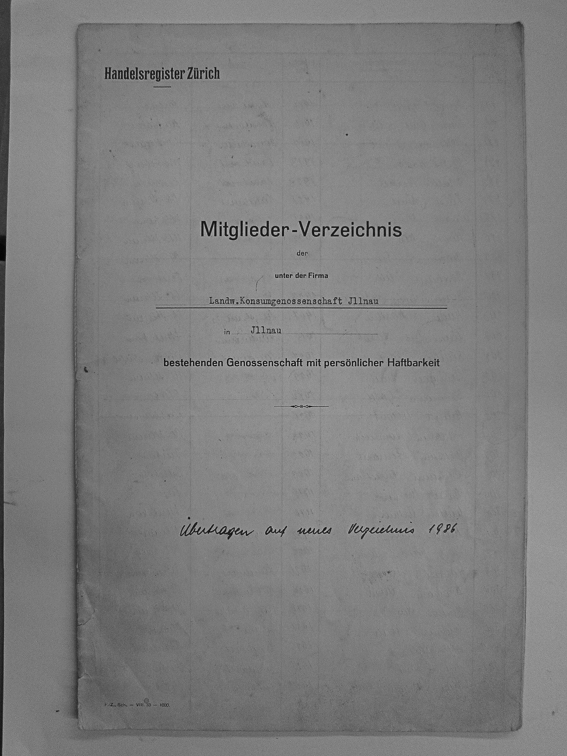 Handelsregister Zürich
Mitglieder-Verzeichnis
der
unter der Firma
Landw.Konsumgenossenschaft Jllnau
in Jllnau
bestehenden Genossenschaft mit persönlicher Haftbarkeit
Übertragen auf neues Verzeichnis 1986